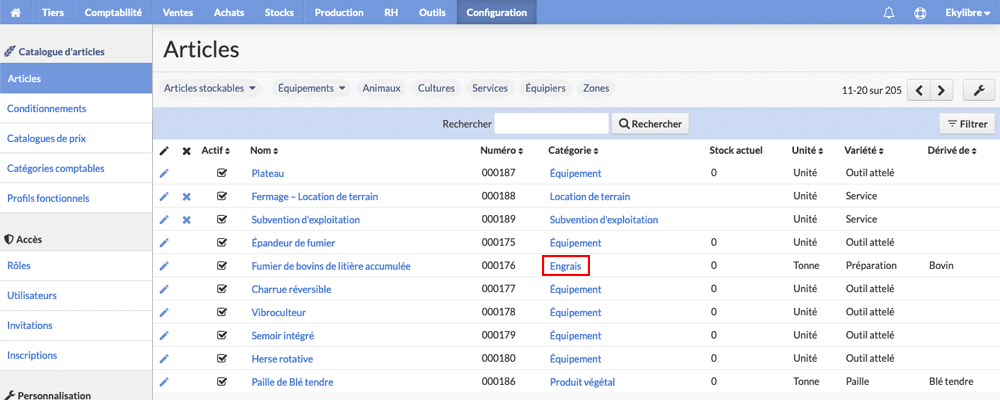 Tiers Comptabilité Ventes Achats Stocks Production RH Outils Configuration Ekylibre
Catalogue d'articles
Articles
Conditionnements
Catalogues de prix
Catégories comptables
Profils fonctionnels
Accès
Rôles
Utilisateurs
Invitations
Inscriptions
Personnalisation
Articles
Articles stockables Équipements Animaux Cultures Services Équipiers Zones 11-20 sur 205
Rechercher Rechercher Filtrer
Actif Nom Numéro Catégorie Stock actuel Unité Variété Dérivé de
Plateau 000187 Équipement 0 Unité Outil attelé
Fermage – Location de terrain 000188 Location de terrain Unité Service
Subvention d'exploitation 000189 Subvention d'exploitation Unité Service
Épandeur de fumier 000175 Équipement 0 Unité Outil attelé
Fumier de bovins de litière accumulée 000176 Engrais 0 Tonne Préparation Bovin
Charrue réversible 000177 Équipement 0 Unité Outil attelé
Vibroculteur 000178 Équipement 0 Unité Outil attelé
Semoir intégré 000179 Équipement 0 Unité Outil attelé
Herse rotative 000180 Équipement 0 Unité Outil attelé
Paille de Blé tendre 000186 Produit végétal 0 Tonne Paille Blé tendre